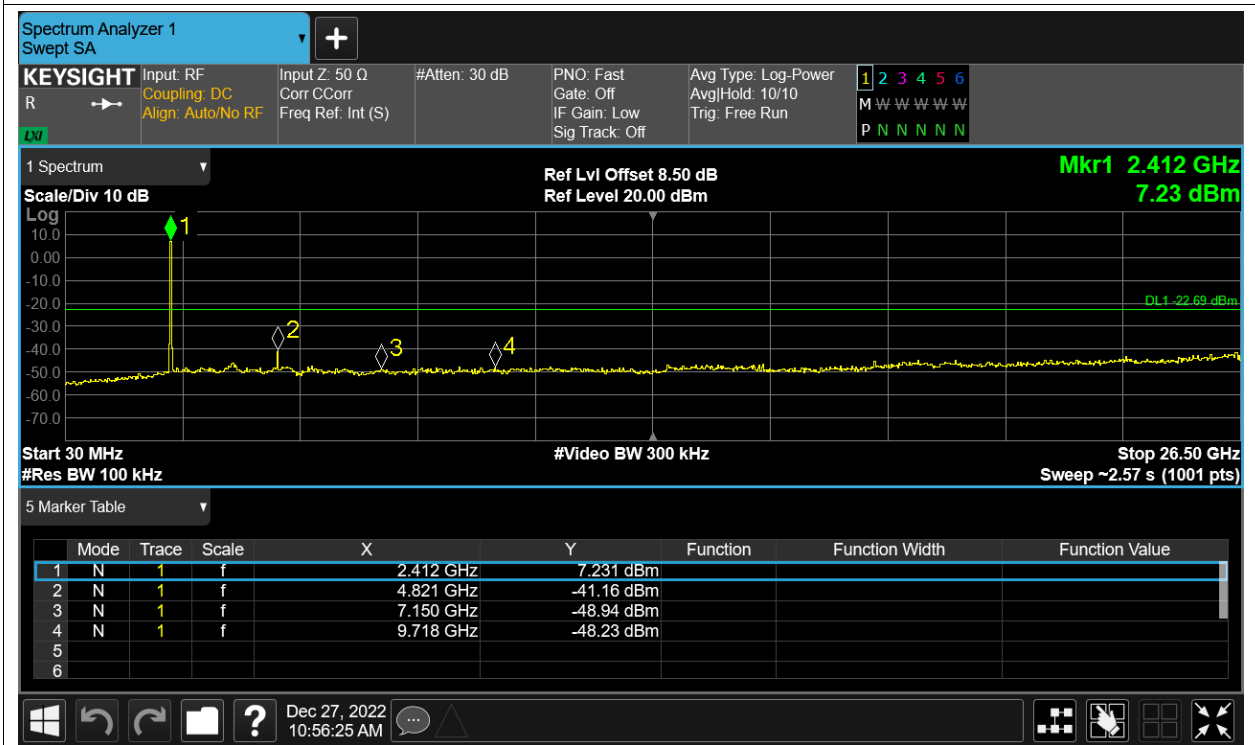 Spectrum Analyzer 1
Swept SA
+
KEYSIGHT Input: RF Input Z: 50 Ω #Atten: 30 dB PNO: Fast Avg Type: Log-Power 1 2 3 4 5 6
R Coupling: DC Corr CCorr Gate: Off Avg|Hold: 10/10 M W W W W W W
Align: Auto/No RF Freq Ref: Int (S) IF Gain: Low Trig: Free Run
LXI Sig Track: Off P N N N N N N
1 Spectrum Ref Lvl Offset 8.50 dB Mkr1 2.412 GHz
Scale/Div 10 dB Ref Level 20.00 dBm 7.23 dBm
Log
1
10.0
0.00
-10.0
-20.0 DL1 -22.69 dBm
-30.0 2
-40.0 3 4
-50.0
-60.0
-70.0
Start 30 MHz #Video BW 300 kHz Stop 26.50 GHz
#Res BW 100 kHz Sweep ~2.57 s (1001 pts)
5 Marker Table
Mode Trace Scale X Y Function Function Width Function Value
1 N 1 f 2.412 GHz 7.231 dBm
2 N 1 f 4.821 GHz -41.16 dBm
3 N 1 f 7.150 GHz -48.94 dBm
4 N 1 f 9.718 GHz -48.23 dBm
5
6
? Dec 27, 2022
10:56:25 AM